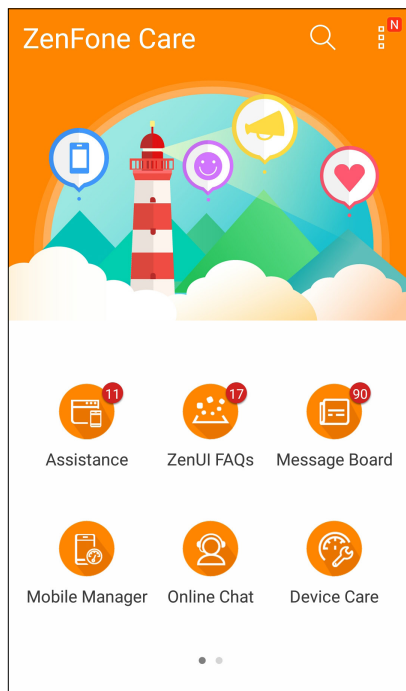 ZenFone Care
N
11
17
90
Assistance
ZenUI FAQs
Message Board
Mobile Manager
Online Chat
Device Care